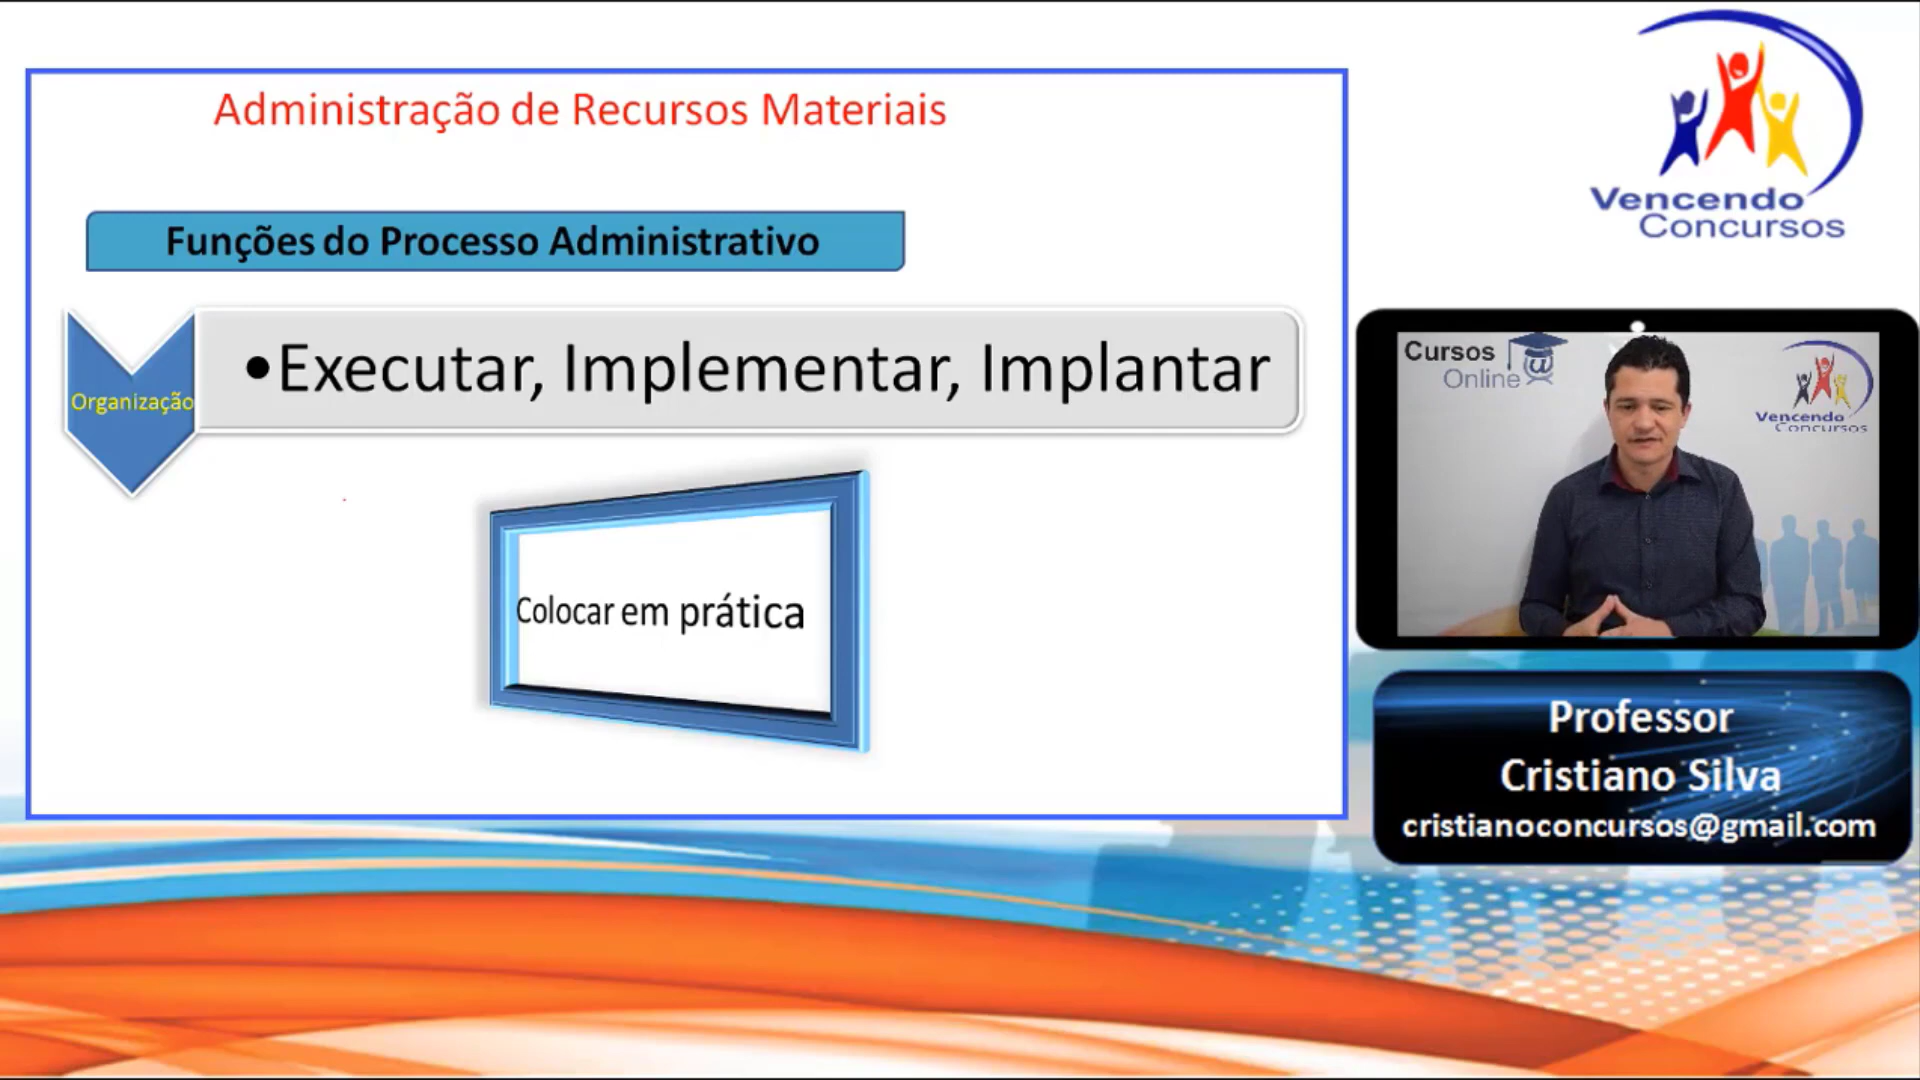 Administração de Recursos Materiais
Funções do Processo Administrativo
Organização
•Executar, Implementar, Implantar
Colocar em prática
Vencendo
Concursos
Cursos
Online
Vencendo
Concursos
Professor
Cristiano Silva
cristianoconcursos@gmail.com